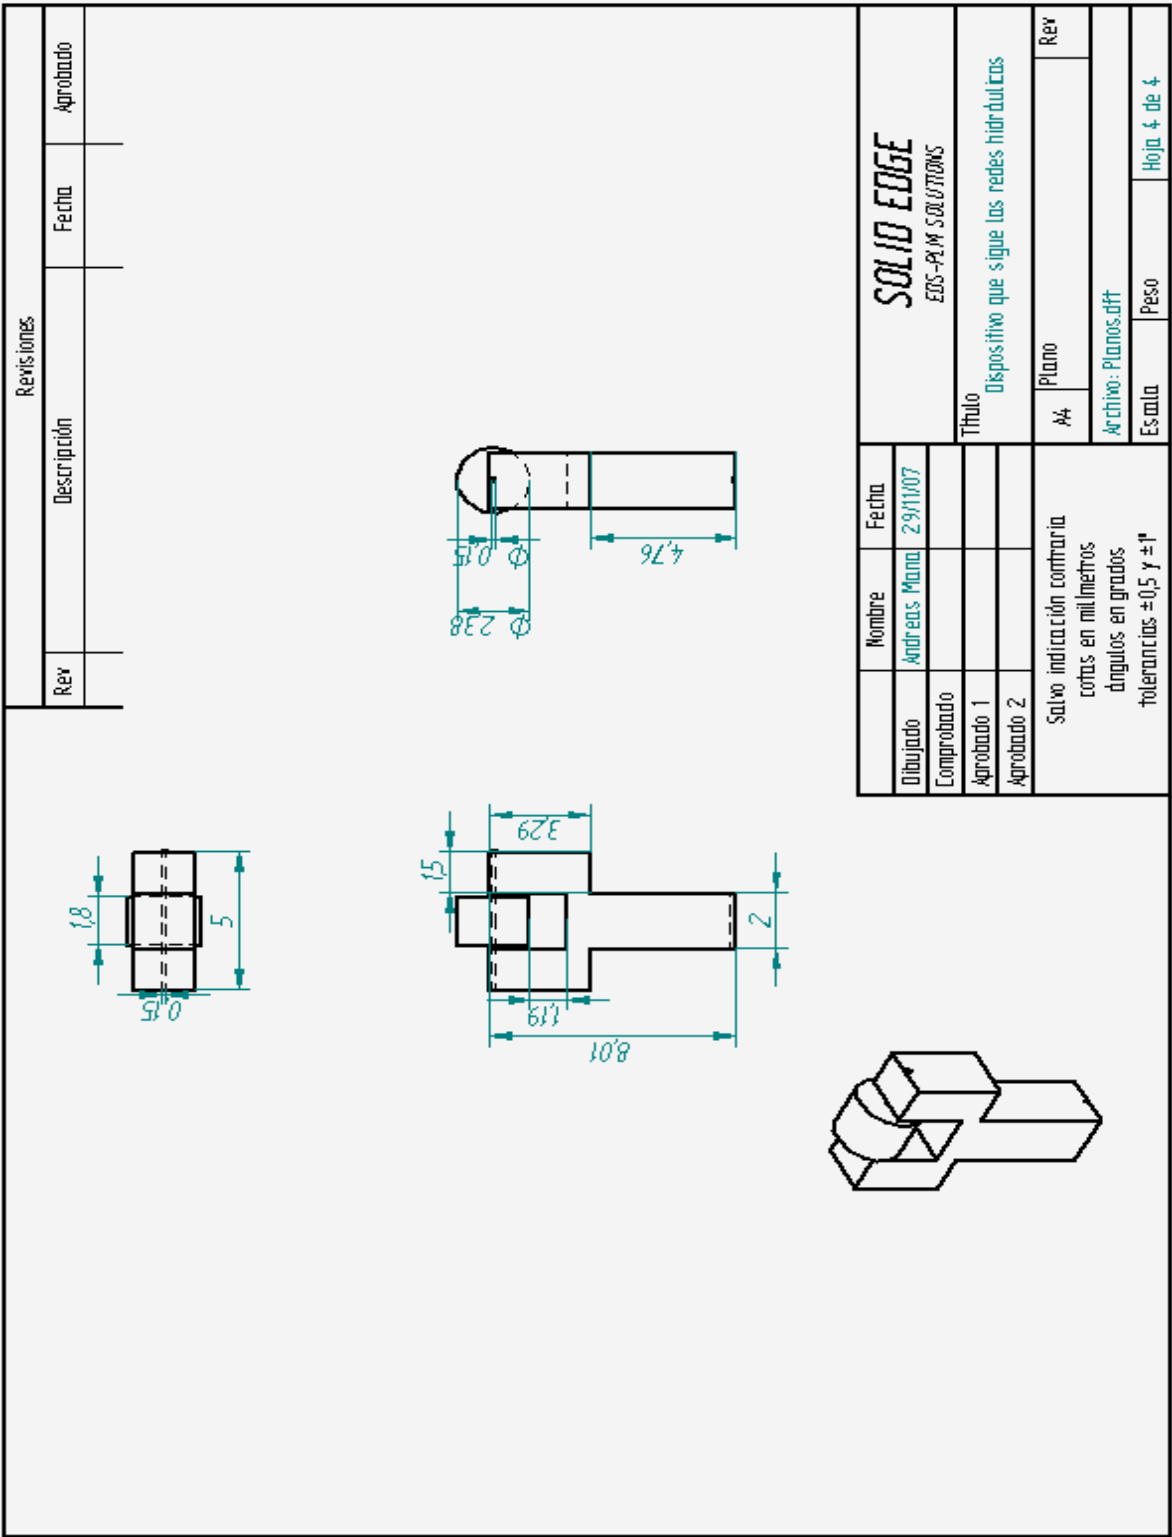 Revisiones
Rev Descripción Fecha Aprobado
1,8
5
0,15
1,5
3,29
2
1,19
8,01
Φ 0,15
Φ 2,38
4,76
Nombre Fecha
Dibujado Andreas Mana 29/11/07
Comprobado
Aprobado 1
Aprobado 2
Salvo indicación contraria
cotas en milímetros
ángulos en grados
tolerancias ±0,5 y ±1°
SOLID EDGE
EDS-PLM SOLUTIONS
Título
Dispositivo que sigue las redes hidráulicas
A4 Plano Rev
Archivo: Planos.dft
Escala Peso Hoja 4 de 4